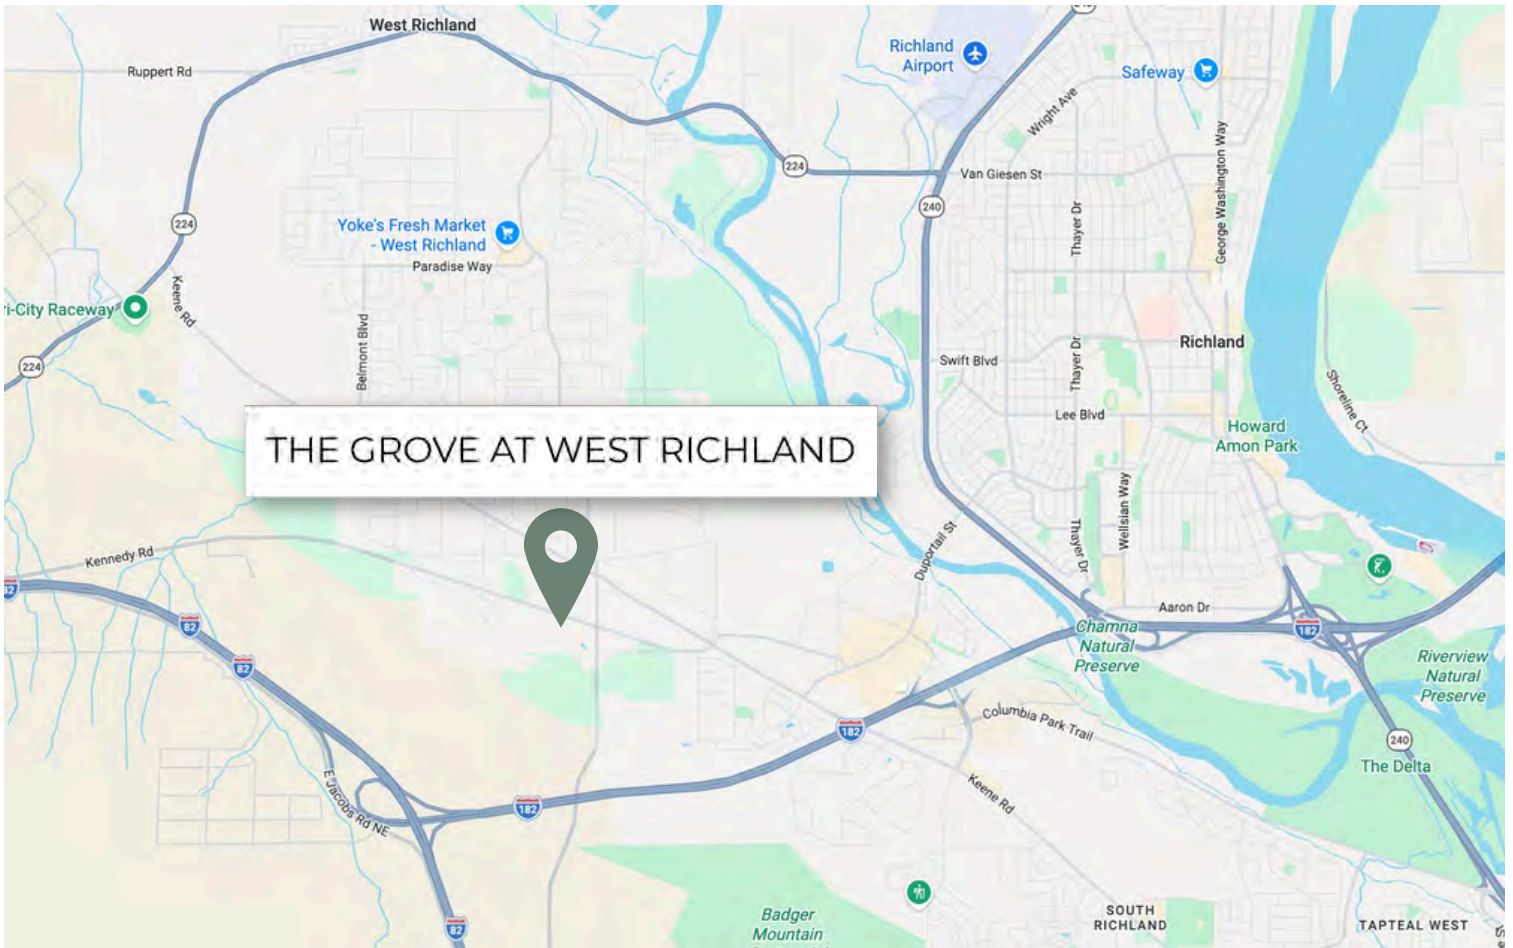 West Richland
Ruppert Rd
Richland
Airport
Safeway
Wright Ave
George Washington Way
224
Van Giesen St
240
Thayer Dr
224
Yoke's Fresh Market
- West Richland
Paradise Way
Keene Rd
ri-City Raceway
Belmont Blvd
224
Swift Blvd
Thayer Dr
Richland
Shoreline Ct
Lee Blvd
Howard
Amon Park
THE GROVE AT WEST RICHLAND
Wellsian Way
Thayer Dr
Duportail St
Kennedy Rd
82
82
82
Aaron Dr
182
Chamna
Natural
Preserve
Riverview
Natural
Preserve
Columbia Park Trail
182
240
The Delta
Keene Rd
E Jacobs Rd NE
182
82
Badger
Mountain
SOUTH
RICHLAND
TAPTEAL WEST